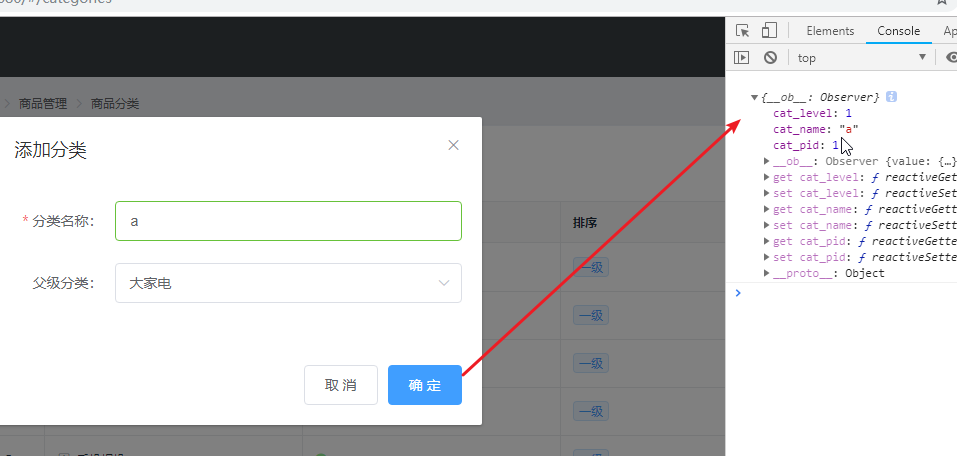 /#/categories
Elements Console Ap
top
商品管理 商品分类
添加分类
* 分类名称： a
父级分类： 大家电
取 消 确 定
排序
一级
一级
一级
一级
{__ob__: Observer}
cat_level: 1
cat_name: "a"
cat_pid: 1
__ob__: Observer {value: {…}
get cat_level: ƒ reactiveGette
set cat_level: ƒ reactiveSette
get cat_name: ƒ reactiveGett
set cat_name: ƒ reactiveSett
get cat_pid: ƒ reactiveGette
set cat_pid: ƒ reactiveSette
__proto__: Object